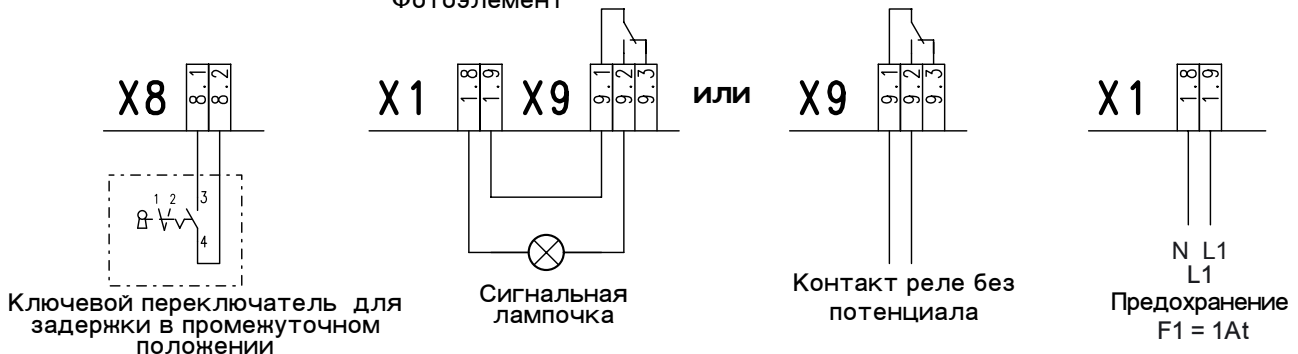 Фотоэлемент
X8 8.1 8.2
X1 1.8 1.9
X9 9.1 9.2 9.3
или
X9 9.1 9.2 9.3
X1 1.8 1.9
1 2 3
4
Ключевой переключатель для
задержки в промежуточном
положении
Сигнальная
лампочка
Контакт реле без
потенциала
N L1
L1
Предохранение
F1 = 1At